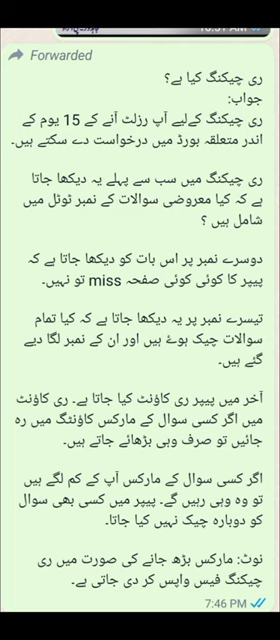 Forwarded
ری چیکنگ کیا ہے؟
جواب:
ری چیکنگ کےلیے آپ رزلٹ آنے کے 15 یوم کے
اندر متعلقہ بورڈ میں درخواست دے سکتے ہیں.
ری چیکنگ میں سب سے پہلے یہ دیکھا جاتا
ہے کہ کیا معروضی سوالات کے نمبر ٹوٹل میں
شامل ہیں ؟
دوسرے نمبر پر اس بات کو دیکھا جاتا ہے کہ
پیپر کا کوئی کوئی صفحہ miss تو نہیں.
تیسرے نمبر پر یہ دیکھا جاتا ہے کہ کیا تمام
سوالات چیک ہوۓ ہیں اور ان کے نمبر لگا دیے
گئے ہیں.
آخر میں پیپر ری کاؤنٹ کیا جاتا ہے۔ ری کاؤنٹ
میں اگر کسی سوال کے مارکس کاؤنٹنگ میں رہ
جائیں تو صرف وہی بڑھائے جاتے ہیں.
اگر کسی سوال کے مارکس آپ کے کم لگے ہیں
تو وہ وہی رہیں گے۔ پیپر میں کسی بھی سوال
کو دوبارہ چیک نہیں کیا جاتا.
نوٹ: مارکس بڑھ جانے کی صورت میں ری
چیکنگ فیس واپس کر دی جاتی ہے.
7:46 PM